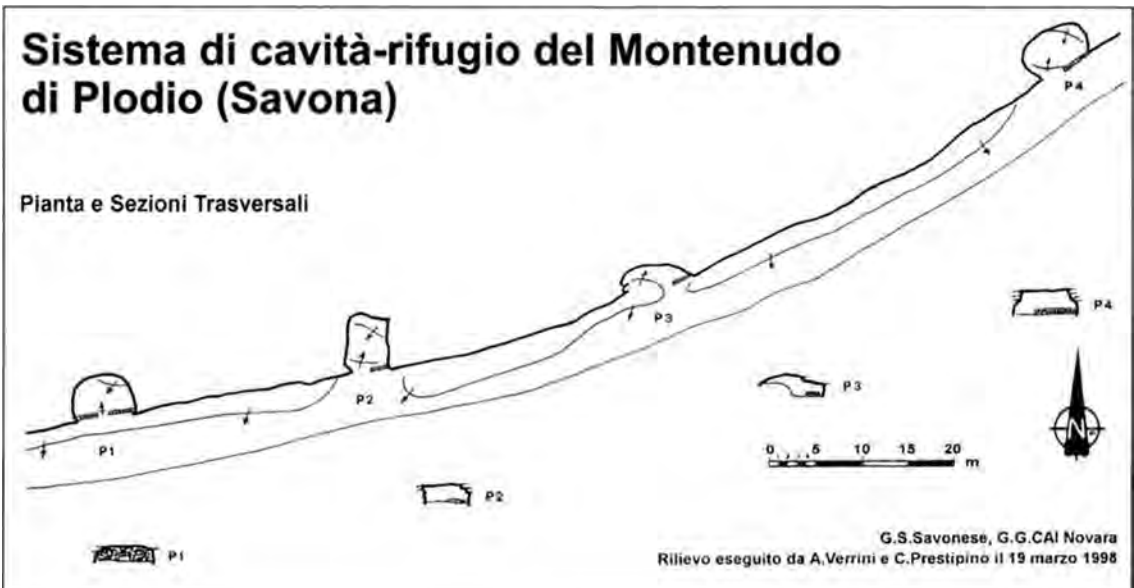 Sistema di cavità-rifugio del Montenudo
di Plodio (Savona)
P4
Pianta e Sezioni Trasversali
P3
P4
P2
P3
P1
N
0 5 10 15 20
m
P2
P1
G.S.Savonese, G.G.CAI Novara
Rilievo eseguito da A.Verrini e C.Prestipino il 19 marzo 1998